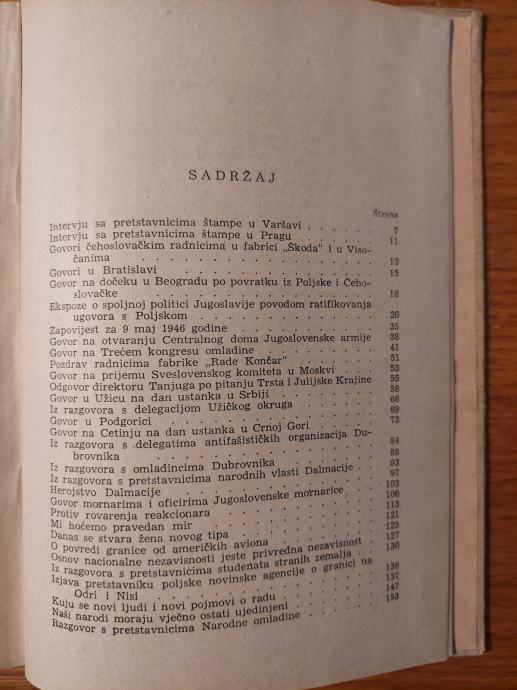 SADRŽAJ
Strana
Intervju sa pretstavnicima štampe u Varšavi . . . . . . 7
Intervju sa pretstavnicima štampe u Pragu . . . . . . 11
Govori čehoslovačkim radnicima u fabrici „Škoda" i u Viso-
čanima . . . . . . . . . . 13
Govori u Bratislavi . . . . . . . . . . 15
Govor na dočeku u Beogradu po povratku iz Poljske i Čeho-
slovačke . . . . . . . . . . 18
Ekspoze o spoljnoj politici Jugoslavije povodom ratifikovanja
ugovora s Poljskom . . . . . . . . 20
Zapovijest za 9 maj 1946 godine . . . . . . . 35
Govor na otvaranju Centralnog doma Jugoslovenske armije 38
Govor na Trećem kongresu omladine . . . . . . 41
Pozdrav radnicima fabrike „Rade Končar" . . . . . 51
Govor na prijemu Sveslovenskog komiteta u Moskvi . . . 53
Odgovor direktoru Tanjuga po pitanju Trsta i Julijske Krajine 55
Govor u Užicu na dan ustanka u Srbiji . . . . . 58
Iz razgovora s delegacijom Užičkog okruga . . . . . 66
Govor u Podgorici . . . . . . . . . 69
Govor na Cetinju na dan ustanka u Crnoj Gori . . . . 73
Iz razgovora s delegatima antifašističkih organizacija Du-
brovnika . . . . . . . . . . 84
Iz razgovora s omladincima Dubrovnika . . . . . 88
Iz razgovora s pretstavnicima narodnih vlasti Dalmacije . . 93
Herojstvo Dalmacije . . . . . . . . . 97
Govor mornarima i oficirima Jugoslovenske mornarice . . 103
Protiv rovarenja reakcionara . . . . . . . 106
Mi hoćemo pravedan mir . . . . . . . . 113
Danas se stvara žena novog tipa . . . . . . . 121
O povredi granice od američkih aviona . . . . . . 125
Osnov nacionalne nezavisnosti jeste privredna nezavisnost . 127
Iz razgovora s pretstavnicima studenata stranih zemalja . . 130
Izjava pretstavniku poljske novinske agencije o granici na
Odri i Nisi . . . . . . . . . . 136
Kuju se novi ljudi i novi pojmovi o radu . . . . . 137
Naši narodi moraju vječno ostati ujedinjeni . . . . . 147
Razgovor s pretstavnicima Narodne omladine . . . . . 153